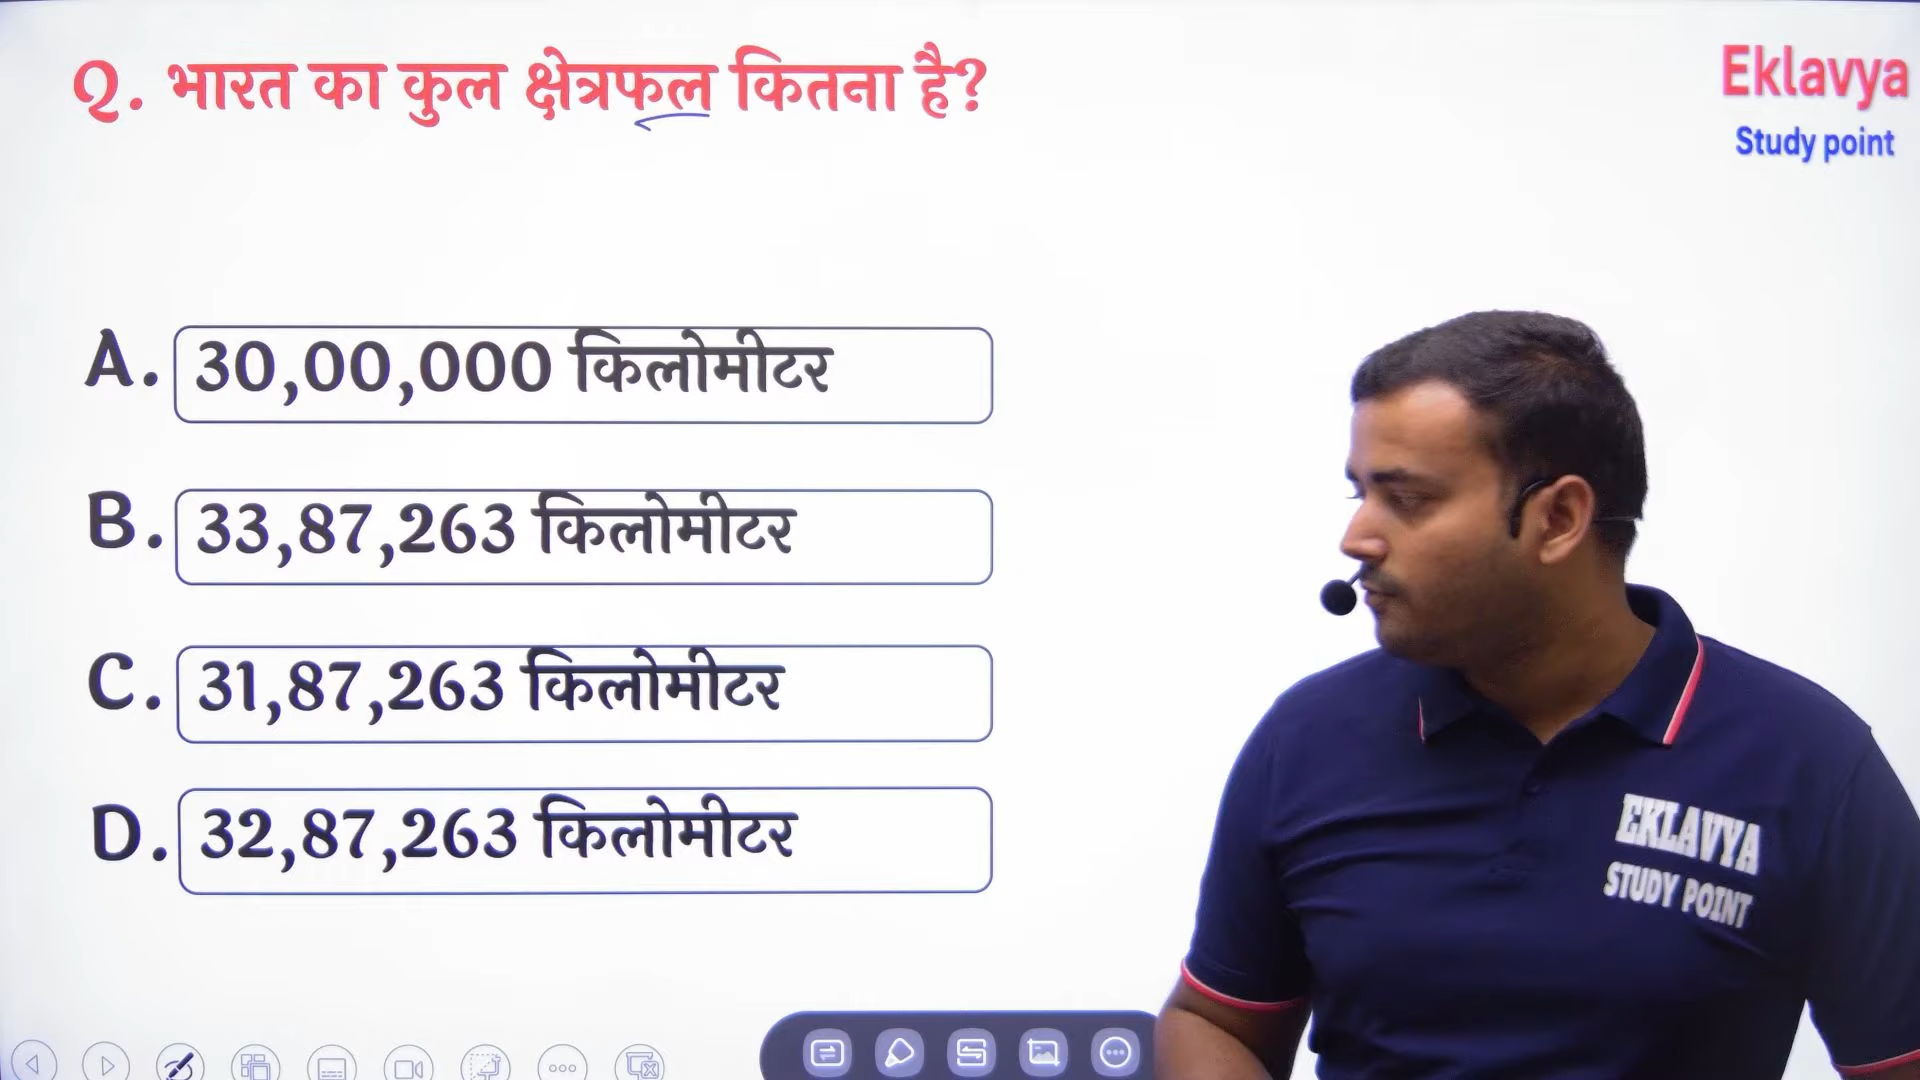 Q. भारत का कुल क्षेत्रफल कितना है?
Eklavya
Study point
A. 30,00,000 किलोमीटर
B. 33,87,263 किलोमीटर
C. 31,87,263 किलोमीटर
D. 32,87,263 किलोमीटर
EKLAVYA
STUDY POINT